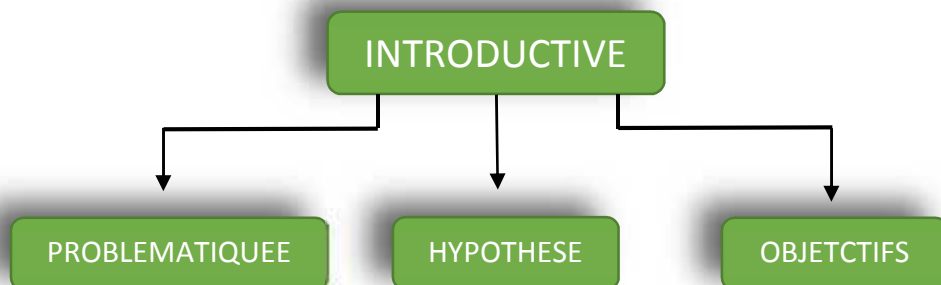 INTRODUCTIVE
PROBLEMATIQUEE
HYPOTHESE
OBJETCTIFS